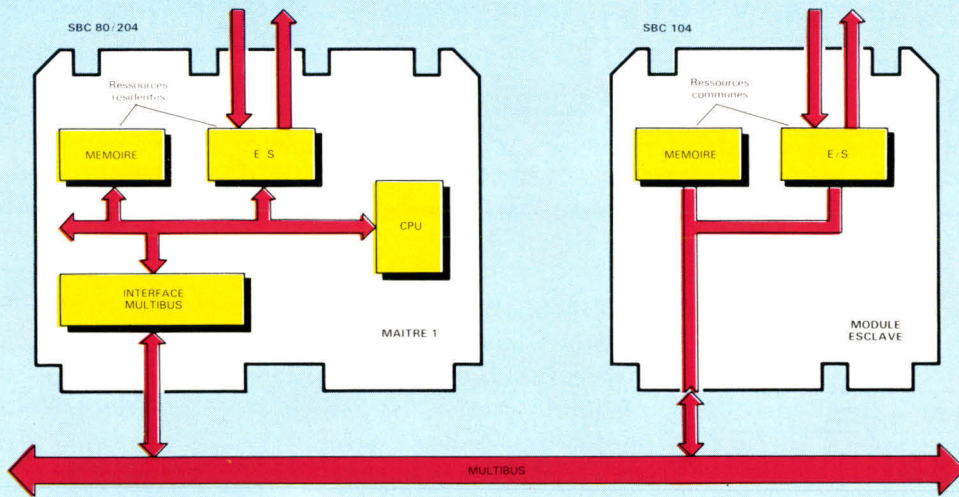 SBC 80/204
Ressources
résidentes
MEMOIRE
E S
CPU
INTERFACE
MULTIBUS
MAITRE 1
SBC 104
Ressources
communes
MEMOIRE
E/S
MODULE
ESCLAVE
MULTIBUS